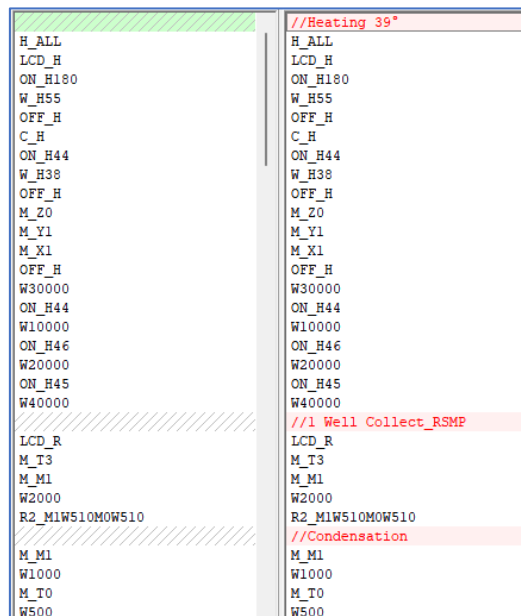 //Heating 39°
H_ALL H_ALL
LCD_H LCD_H
ON_H180 ON_H180
W_H55 W_H55
OFF_H OFF_H
C_H C_H
ON_H44 ON_H44
W_H38 W_H38
OFF_H OFF_H
M_Z0 M_Z0
M_Y1 M_Y1
M_X1 M_X1
OFF_H OFF_H
W30000 W30000
ON_H44 ON_H44
W10000 W10000
ON_H46 ON_H46
W20000 W20000
ON_H45 ON_H45
W40000 W40000
//1 Well Collect_RSMP
LCD_R LCD_R
M_T3 M_T3
M_M1 M_M1
W2000 W2000
R2_M1W510M0W510 R2_M1W510M0W510
//Condensation
M_M1 M_M1
W1000 W1000
M_T0 M_T0
W500 W500